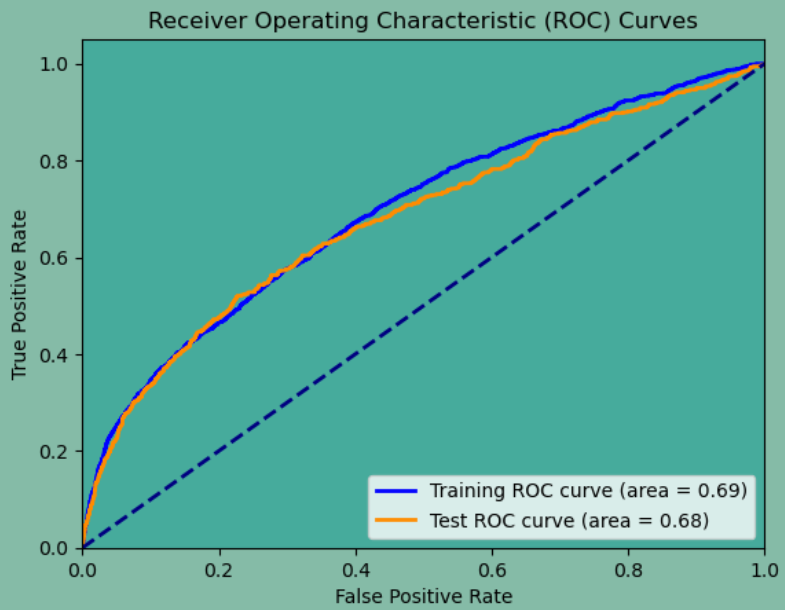 Receiver Operating Characteristic (ROC) Curves
1.0
0.8
0.6
0.4
0.2
0.0
True Positive Rate
Training ROC curve (area = 0.69)
Test ROC curve (area = 0.68)
0.0 0.2 0.4 0.6 0.8 1.0
False Positive Rate